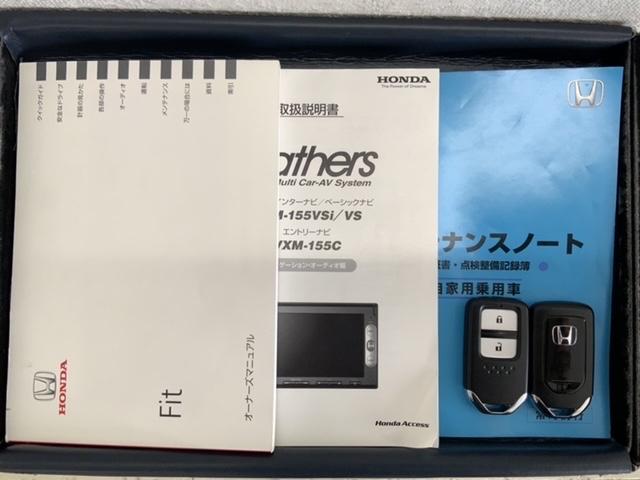 クイックガイド
安全なドライブ
計器の見かた
各部の操作
オーディオ
運転
メンテナンス
万一の場合には
資料
索引
HONDA
Fit
オーナーズマニュアル
HONDA
The Power of Dreams
取扱説明書
athers
Multi Car-AV System
インターナビ/ベーシックナビ
M-155VSi/VS
エントリーナビ
VXM-155C
ゲーション・オーディオ編
Honda Access
ーナンスノート
書・点検整備記録簿
自家用乗用車